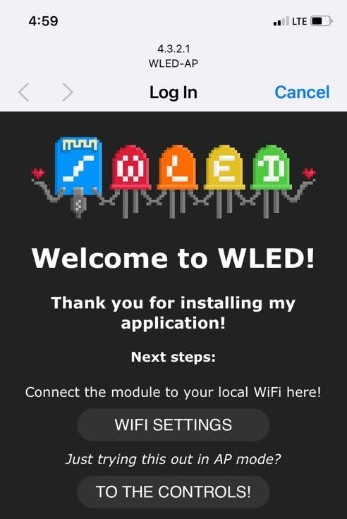 4:59
LTE
4.3.2.1
WLED-AP
Log In
Cancel
WLED
Welcome to WLED!
Thank you for installing my
application!
Next steps:
Connect the module to your local WiFi here!
WIFI SETTINGS
Just trying this out in AP mode?
TO THE CONTROLS!